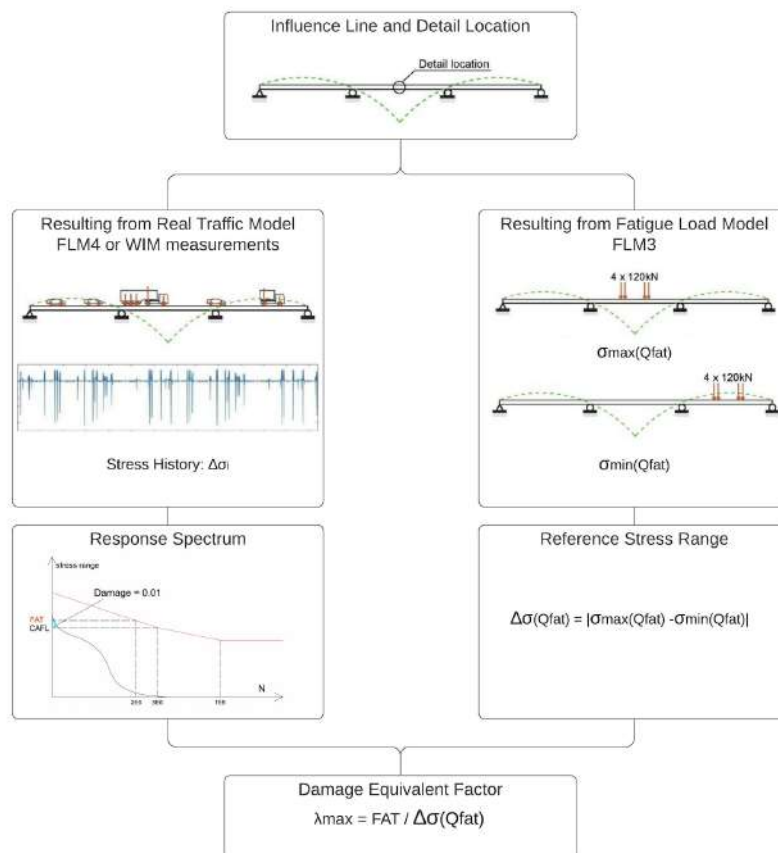 Influence Line and Detail Location
Detail location
Resulting from Real Traffic Model
FLM4 or WIM measurements
Stress History: Δσi
Resulting from Fatigue Load Model
FLM3
4 x 120kN
σmax(Qfat)
4 x 120kN
σmin(Qfat)
Response Spectrum
stress range
Damage = 0.01
FAT
CAFL
N
Reference Stress Range
Δσ(Qfat) = |σmax(Qfat) -σmin(Qfat)|
Damage Equivalent Factor
λmax = FAT / Δσ(Qfat)